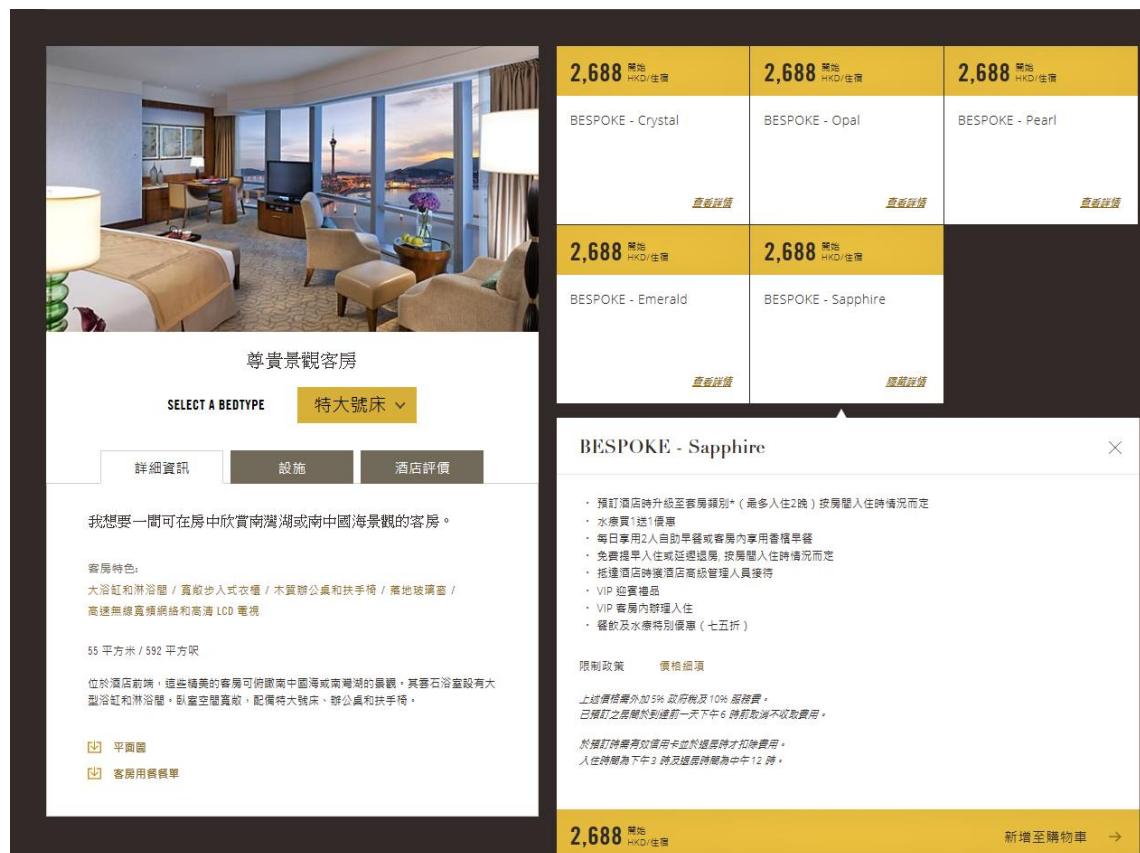 尊貴景觀客房
SELECT A BEDTYPE 特大號床
詳細資訊 設施 酒店評價
我想要一間可在房中欣賞南灣湖或南中國海景觀的客房。
客房特色:
大浴缸和淋浴間 / 寬敞步入式衣櫃 / 木質辦公桌和扶手椅 / 落地玻璃窗 /
高速無線寬頻網絡和高清 LCD 電視
55 平方米 / 592 平方呎
位於酒店前端，這些精美的客房可俯瞰南中國海或南灣湖的景觀。其雲石浴室設有大
型浴缸和淋浴間。臥室空間寬敞，配備特大號床、辦公桌和扶手椅。
平面圖
客房用餐餐單
2,688 開始 HKD/住宿
BESPOKE - Crystal
查看詳情
2,688 開始 HKD/住宿
BESPOKE - Opal
查看詳情
2,688 開始 HKD/住宿
BESPOKE - Pearl
查看詳情
2,688 開始 HKD/住宿
BESPOKE - Emerald
查看詳情
2,688 開始 HKD/住宿
BESPOKE - Sapphire
隱藏詳情
BESPOKE - Sapphire
· 預訂酒店時升級至套房類別* ( 最多入住2晚 ) 按房間入住時情況而定
· 水療買1送1優惠
· 每日享用2人自助早餐或客房內享用香檳早餐
· 免費提早入住或延遲退房, 按房間入住時情況而定
· 抵達酒店時獲酒店高級管理人員接待
· VIP 迎賓禮品
· VIP 客房內辦理入住
· 餐飲及水療特別優惠 ( 七五折 )
限制政策 價格細項
上述價格需外加5% 政府稅及10% 服務費。
已預訂之房間於到達前一天下午6 時前取消不收取費用。
於預訂時需有效信用卡並於退房時才扣除費用。
入住時間為下午3 時及退房時間為中午12 時。
2,688 開始 HKD/住宿
新增至購物車 →